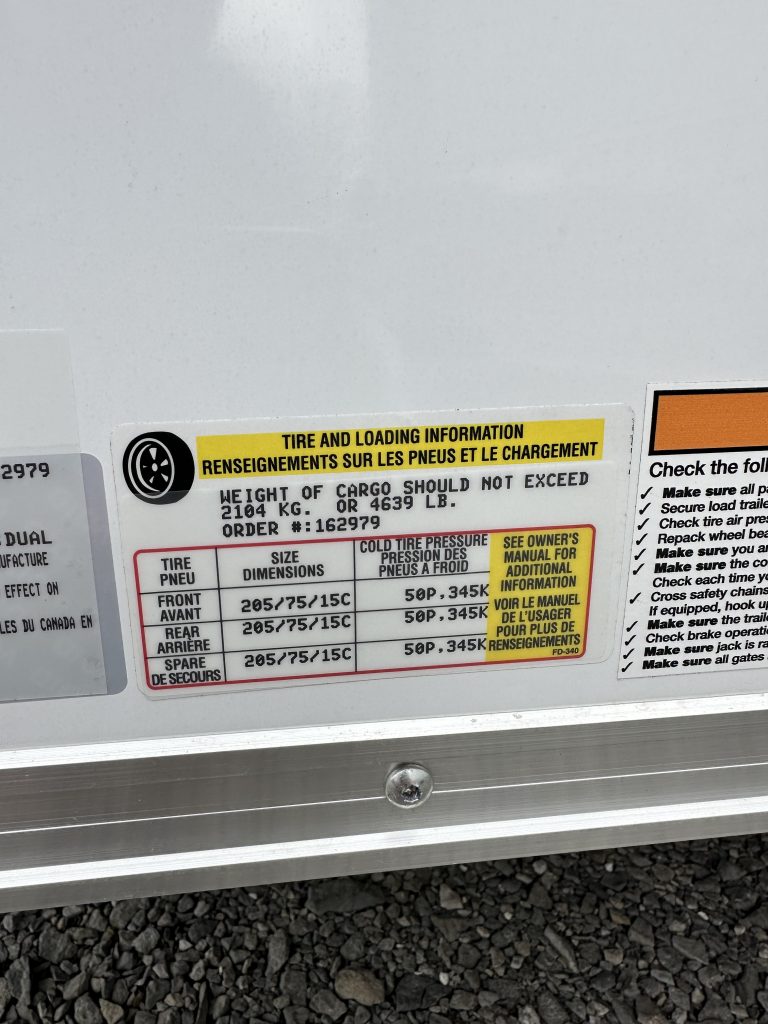 2979
DUAL
UFACTURE
EFFECT ON
LES DU CANADA EN
TIRE AND LOADING INFORMATION
RENSEIGNEMENTS SUR LES PNEUS ET LE CHARGEMENT
WEIGHT OF CARGO SHOULD NOT EXCEED
2104 KG. OR 4639 LB.
ORDER #:162979
TIRE
PNEU
SIZE
DIMENSIONS
COLD TIRE PRESSURE
PRESSION DES
PNEUS A FROID
FRONT
AVANT
205/75/15C
50P.345K
REAR
ARRIÈRE
205/75/15C
50P.345K
SPARE
DE SECOURS
205/75/15C
50P.345K
SEE OWNER'S
MANUAL FOR
ADDITIONAL
INFORMATION
VOIR LE MANUEL
DE L'USAGER
POUR PLUS DE
RENSEIGNEMENTS
FD-340
Check the foll
✓ Make sure all pa
✓ Secure load traile
✓ Check tire air pres
✓ Repack wheel bea
✓ Make sure you ar
✓ Make sure the co
Check each time yo
✓ Cross safety chains
If equipped, hook up
✓ Make sure the traile
✓ Check brake operati
✓ Make sure jack is ra
✓ Make sure all gates